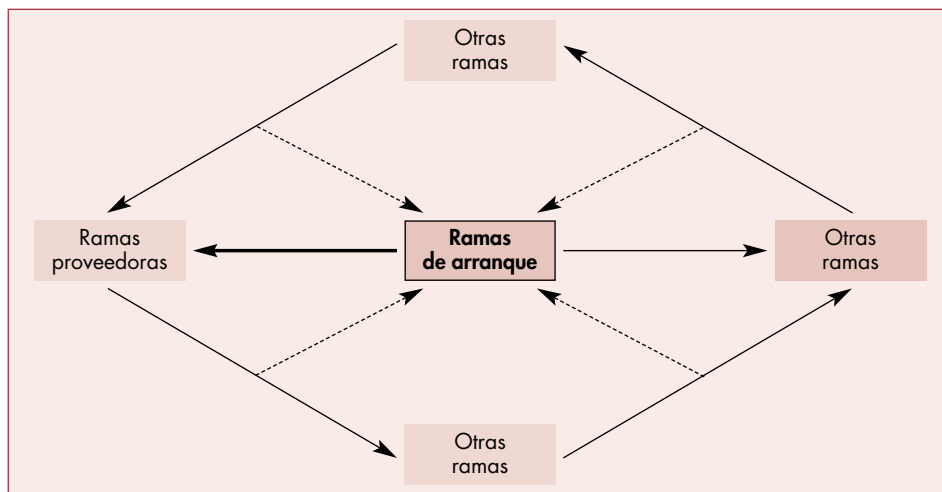 Otras
ramas
Ramas
proveedoras
Ramas
de arranque
Otras
ramas
Otras
ramas